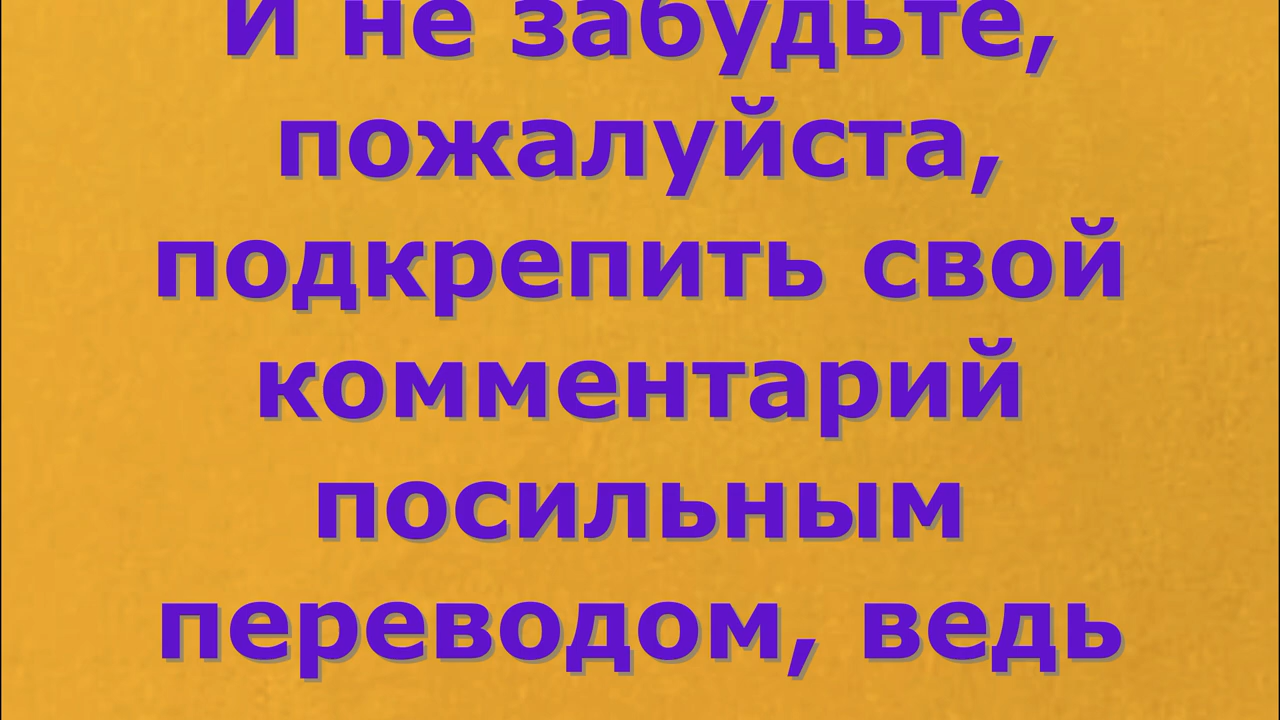 И не забудьте,
пожалуйста,
подкрепить свой
комментарий
посильным
переводом, ведь